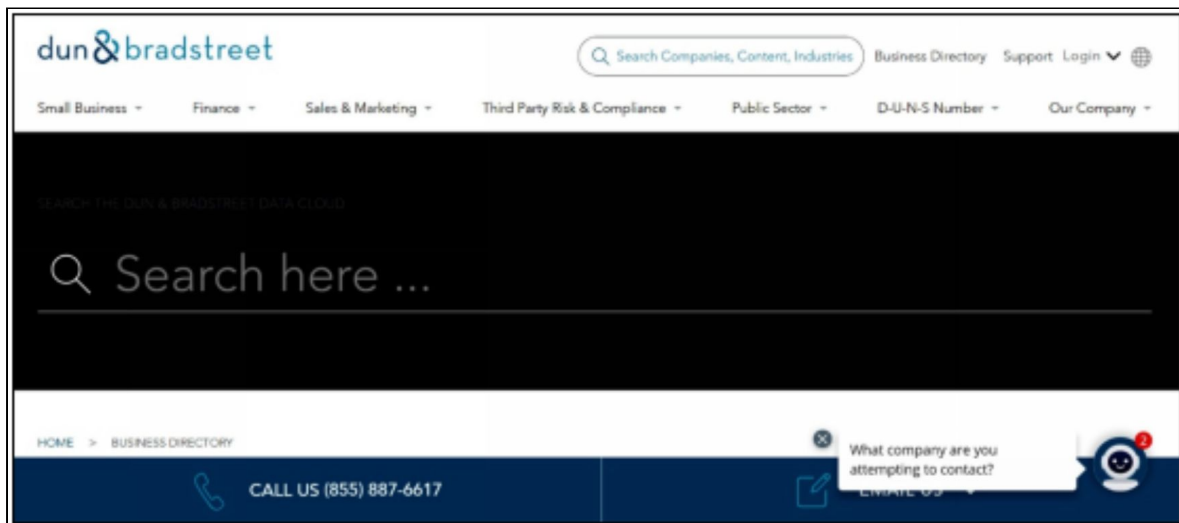 dun&bradstreet
Search Companies, Content, Industries
Business Directory
Support
Login
Small Business
Finance
Sales & Marketing
Third Party Risk & Compliance
Public Sector
D-U-N-S Number
Our Company
SEARCH THE DUN & BRADSTREET DATA CLOUD
Search here ...
HOME > BUSINESS DIRECTORY
What company are you
attempting to contact?
2
CALL US (855) 887-6617
EMAIL US